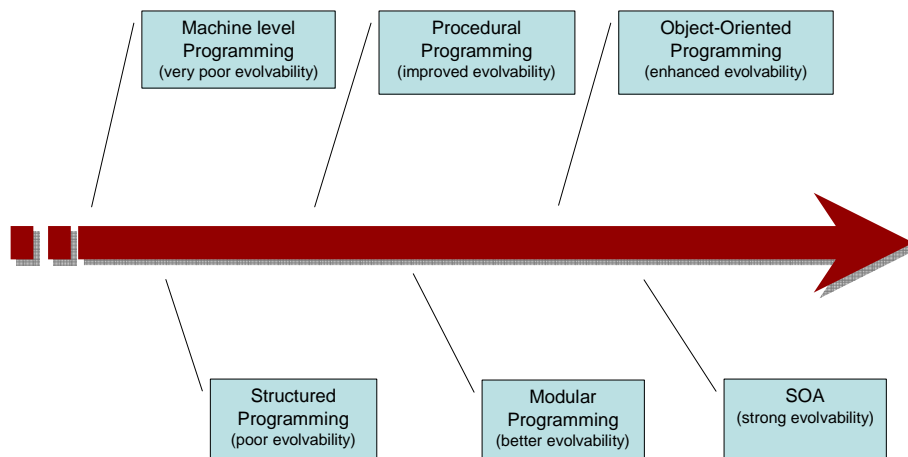 Machine level
Programming
(very poor evolvability)
Procedural
Programming
(improved evolvability)
Object-Oriented
Programming
(enhanced evolvability)
Structured
Programming
(poor evolvability)
Modular
Programming
(better evolvability)
SOA
(strong evolvability)